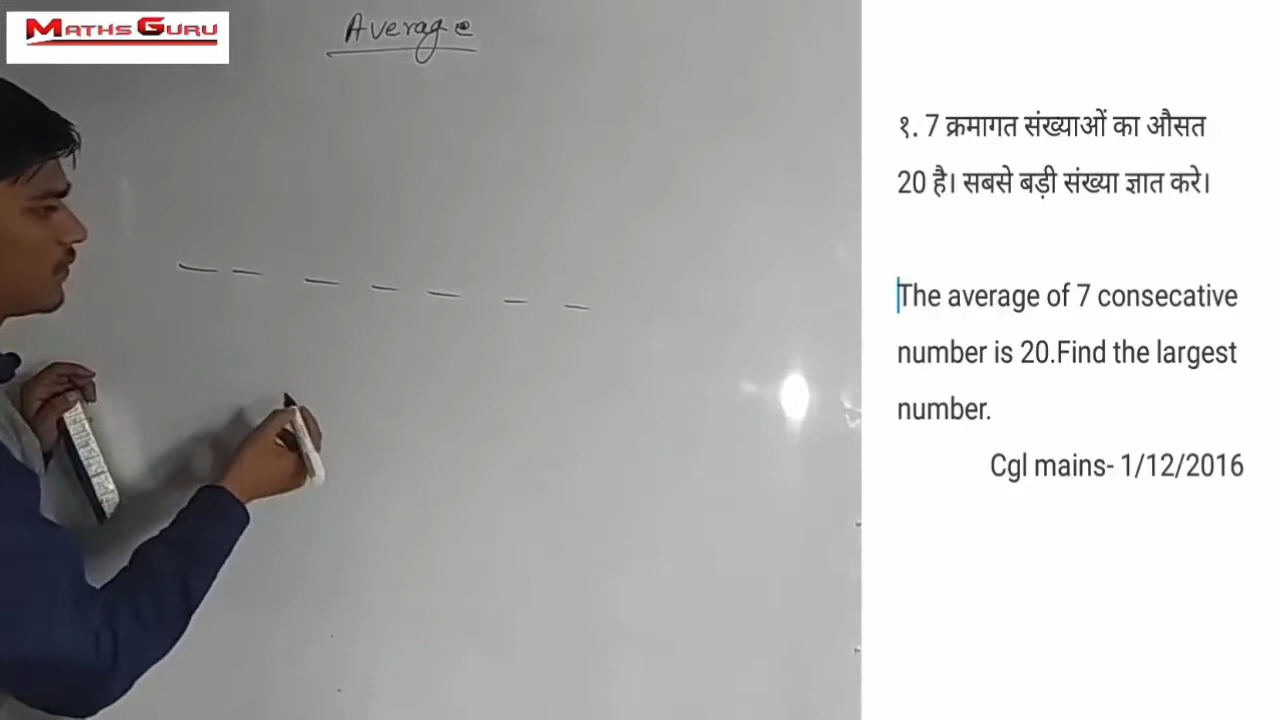 MATHS GURU
Average
१. 7 क्रमागत संख्याओं का औसत
20 है। सबसे बड़ी संख्या ज्ञात करे।
The average of 7 consecative
number is 20.Find the largest
number.
Cgl mains- 1/12/2016